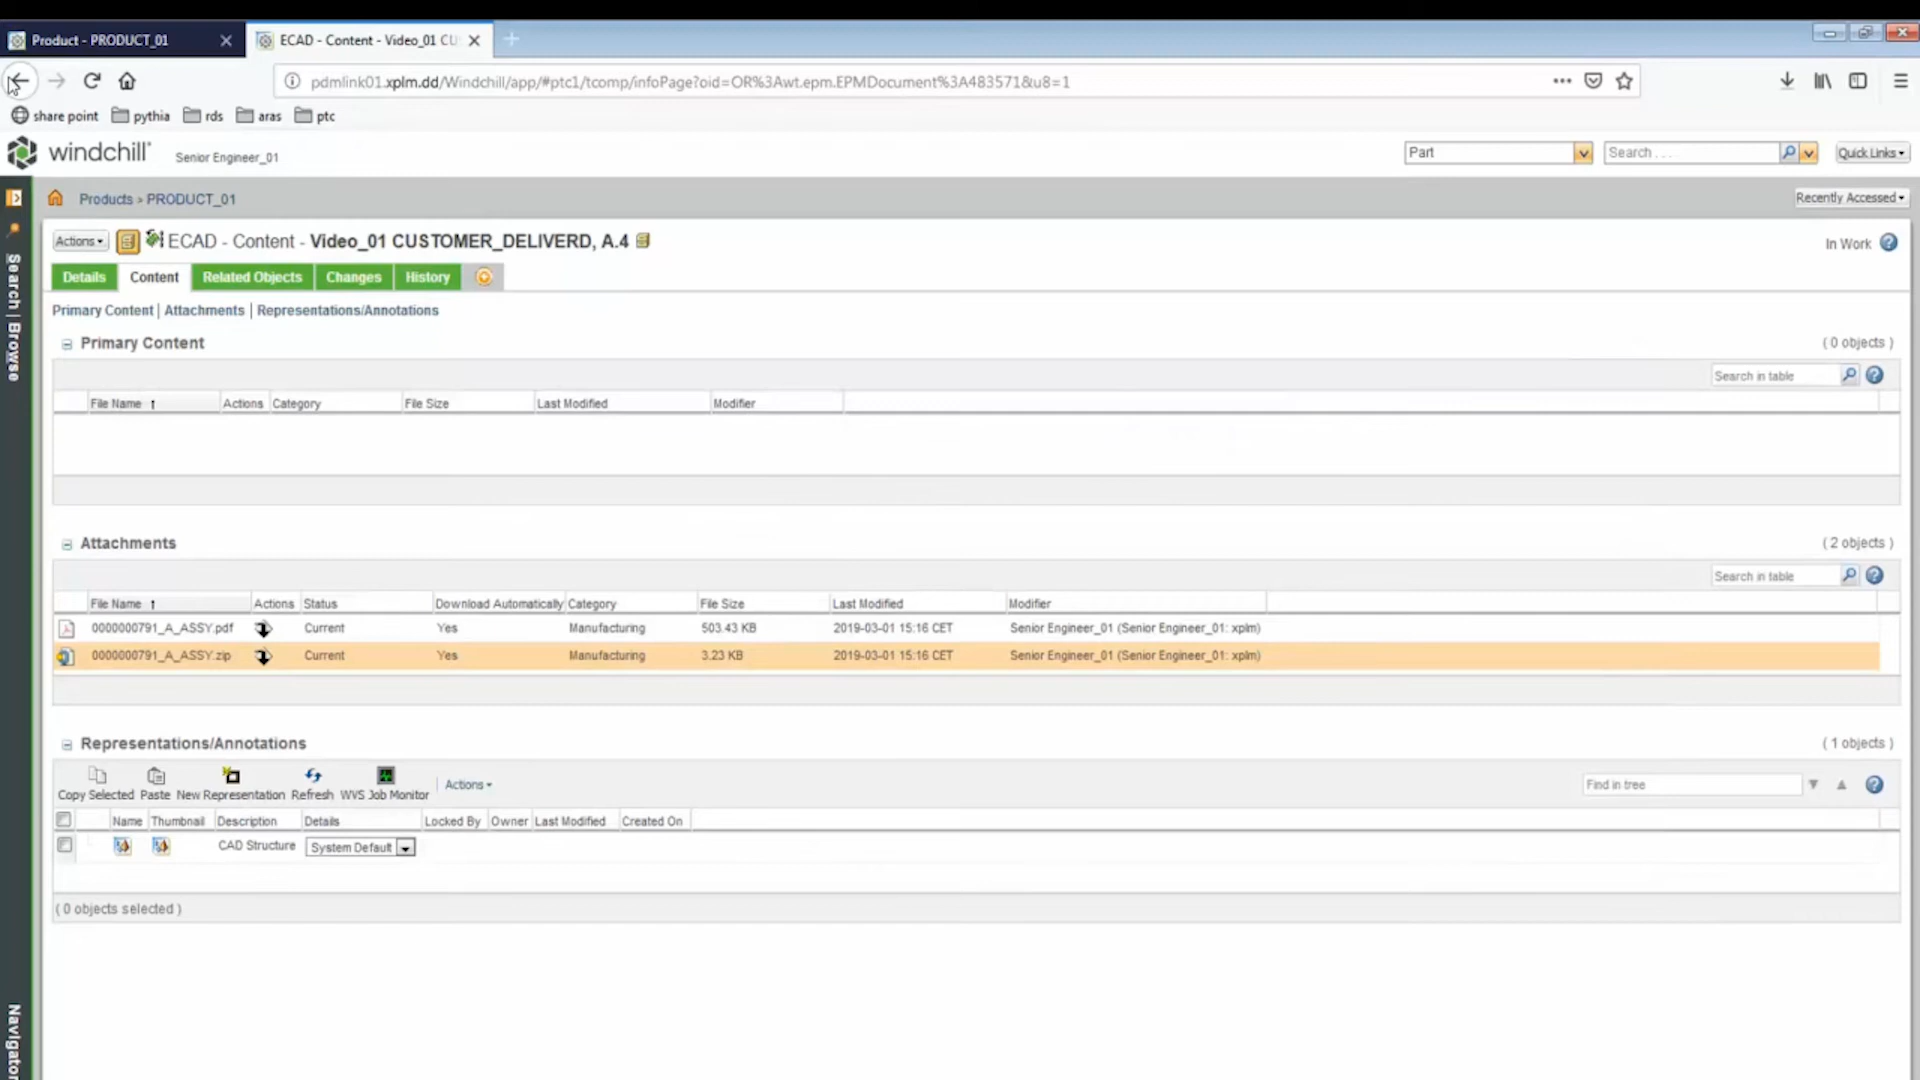 Product - PRODUCT_01
ECAD - Content - Video_01 CU
pdmlink01.xplm.dd/Windchill/app/#ptc1/tcomp/infoPage?oid=OR%3Awt.epm.EPMDocument%3A483571&u8=1
share point pythia rds aras ptc
windchill Senior Engineer_01 Part Search . . . . Quick Links
Products > PRODUCT_01 Recently Accessed
Actions ECAD - Content - Video_01 CUSTOMER_DELIVERD, A.4 In Work
Details Content Related Objects Changes History
Search | Browse
Primary Content | Attachments | Representations/Annotations
Primary Content ( 0 objects )
Search in table
File Name Actions Category File Size Last Modified Modifier
Attachments ( 2 objects )
Search in table
File Name Actions Status Download Automatically Category File Size Last Modified Modifier
0000000791_A_ASSY.pdf Current Yes Manufacturing 503.43 KB 2019-03-01 15:16 CET Senior Engineer_01 (Senior Engineer_01: xplm)
0000000791_A_ASSY.zip Current Yes Manufacturing 3.23 KB 2019-03-01 15:16 CET Senior Engineer_01 (Senior Engineer_01: xplm)
Representations/Annotations ( 1 objects )
Copy Selected Paste New Representation Refresh WVS Job Monitor Actions Find in tree
Name Thumbnail Description Details Locked By Owner Last Modified Created On
CAD Structure System Default
( 0 objects selected )
Navigator